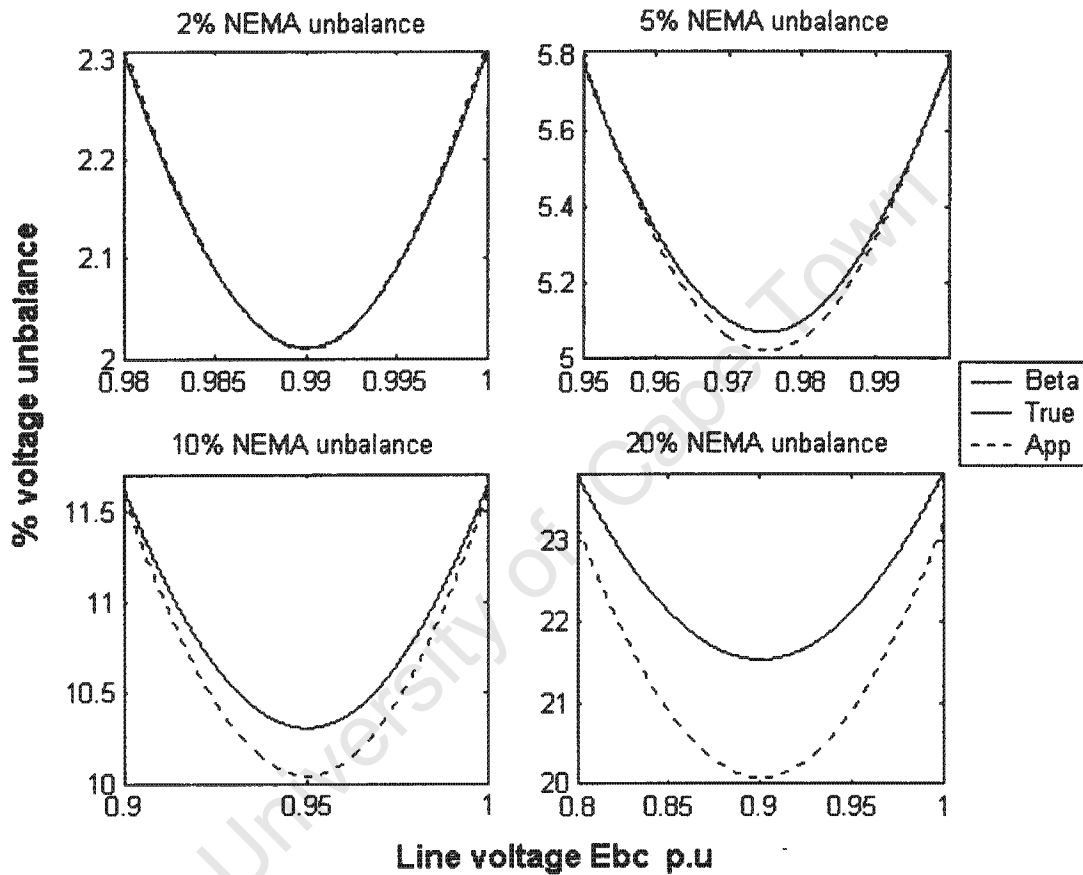 2% NEMA unbalance
2.3
2.2
2.1
2
0.98 0.985 0.99 0.995 1
5% NEMA unbalance
5.8
5.6
5.4
5.2
5
0.95 0.96 0.97 0.98 0.99
Beta
True
App
10% NEMA unbalance
11.5
11
10.5
10
0.9 0.95 1
20% NEMA unbalance
23
22
21
20
0.8 0.85 0.9 0.95 1
% voltage unbalance
Line voltage Ebc p.u
University of Cape Town